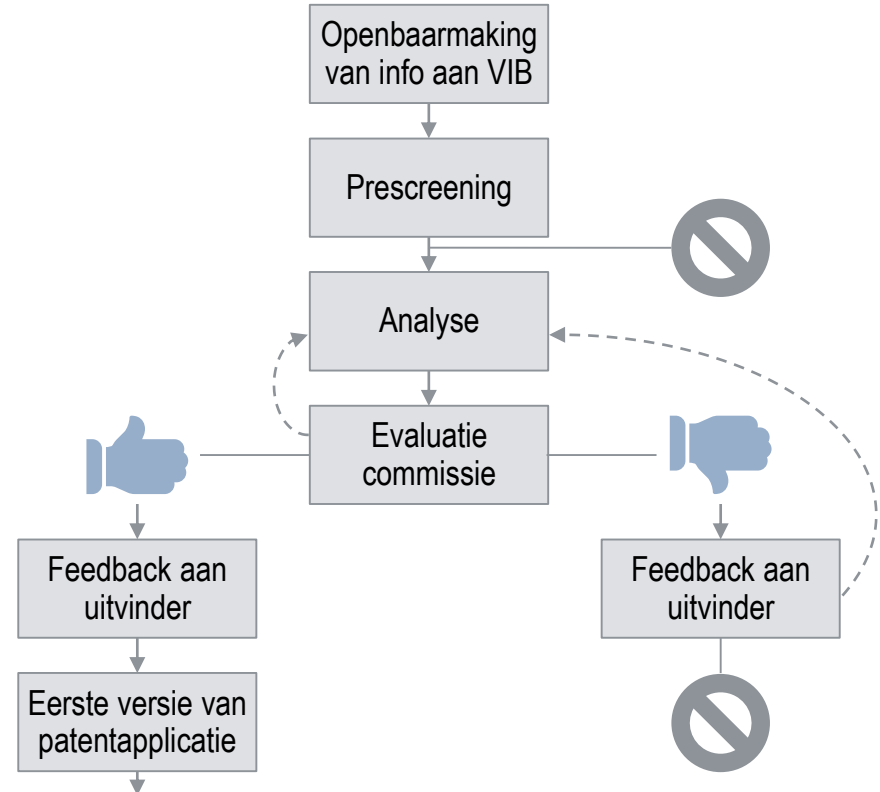 Openbaarmaking
van info aan VIB
Prescreening
Analyse
Evaluatie
commissie
Feedback aan
uitvinder
Feedback aan
uitvinder
Eerste versie van
patentapplicatie